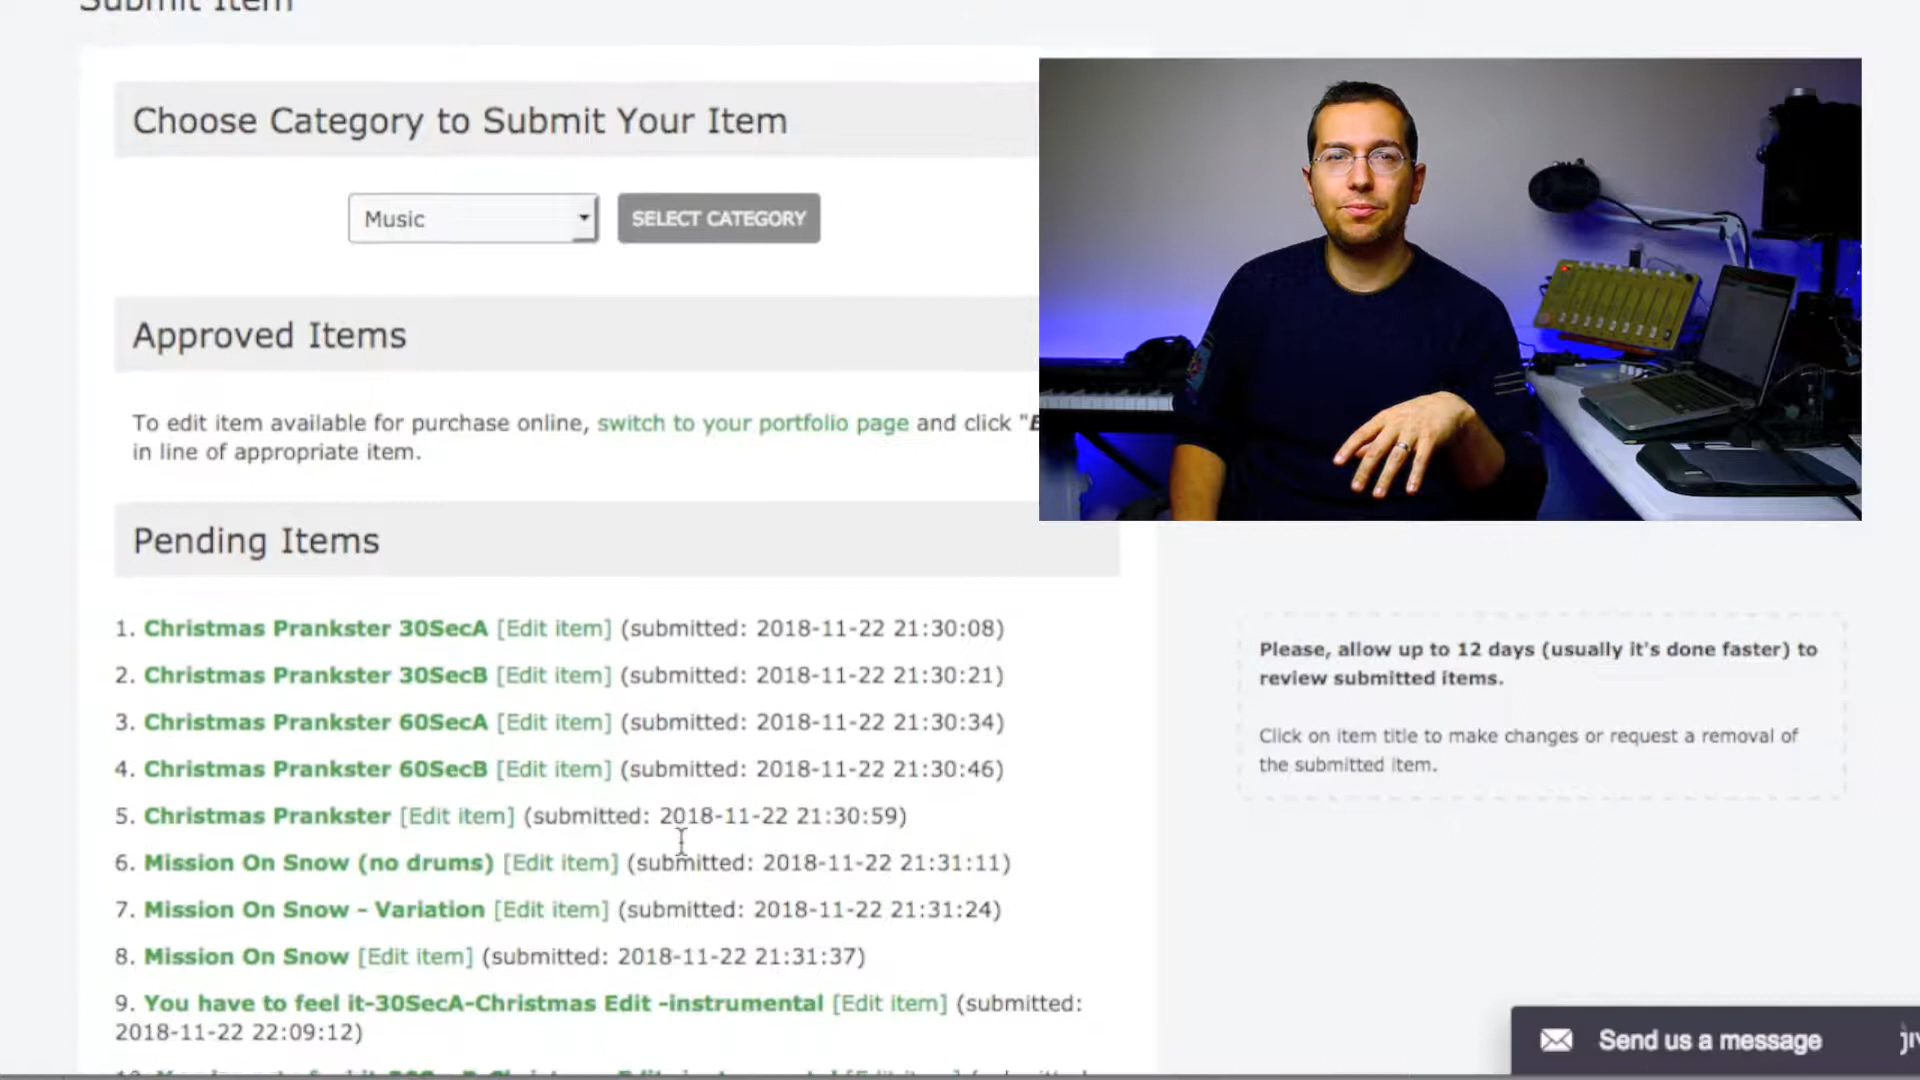 Submit Item
Choose Category to Submit Your Item
Music
SELECT CATEGORY
Approved Items
To edit item available for purchase online, switch to your portfolio page and click "E
in line of appropriate item.
Pending Items
1. Christmas Prankster 30SecA [Edit item] (submitted: 2018-11-22 21:30:08)
2. Christmas Prankster 30SecB [Edit item] (submitted: 2018-11-22 21:30:21)
3. Christmas Prankster 60SecA [Edit item] (submitted: 2018-11-22 21:30:34)
4. Christmas Prankster 60SecB [Edit item] (submitted: 2018-11-22 21:30:46)
5. Christmas Prankster [Edit item] (submitted: 2018-11-22 21:30:59)
6. Mission On Snow (no drums) [Edit item] (submitted: 2018-11-22 21:31:11)
7. Mission On Snow - Variation [Edit item] (submitted: 2018-11-22 21:31:24)
8. Mission On Snow [Edit item] (submitted: 2018-11-22 21:31:37)
9. You have to feel it-30SecA-Christmas Edit -instrumental [Edit item] (submitted:
2018-11-22 22:09:12)
Please, allow up to 12 days (usually it's done faster) to
review submitted items.
Click on item title to make changes or request a removal of
the submitted item.
Send us a message